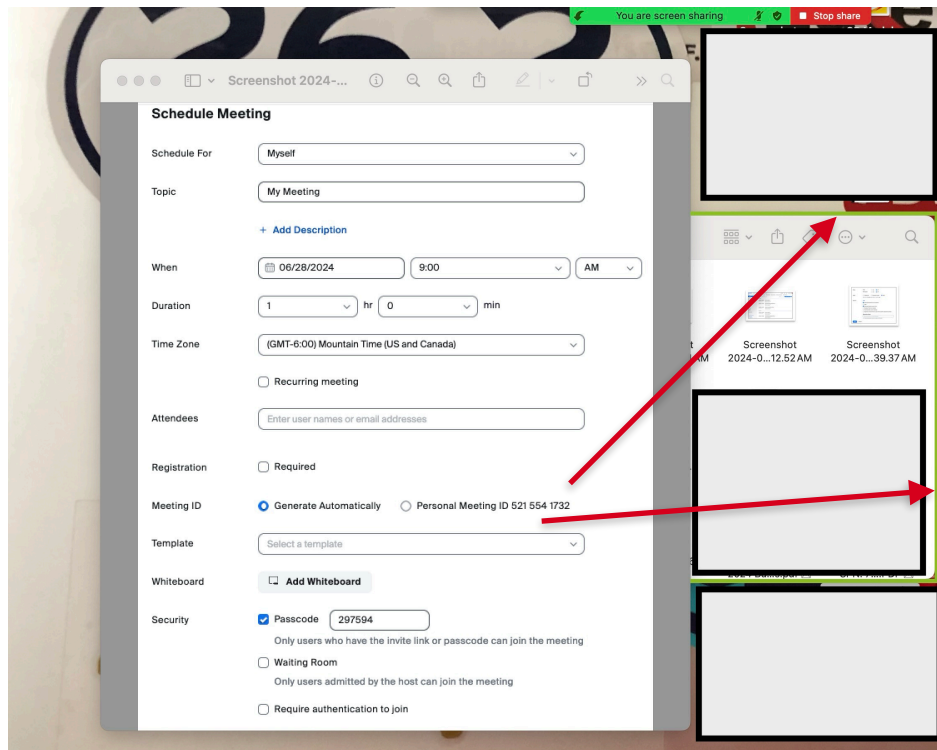 You are screen sharing
Stop share
Screenshot 2024-...
Schedule Meeting
Schedule For
Myself
Topic
My Meeting
+ Add Description
When
06/28/2024
9:00
AM
Duration
1
hr
0
min
Time Zone
(GMT-6:00) Mountain Time (US and Canada)
Recurring meeting
Attendees
Enter user names or email addresses
Registration
Required
Meeting ID
Generate Automatically
Personal Meeting ID 521 554 1732
Template
Select a template
Whiteboard
Add Whiteboard
Security
Passcode
297594
Only users who have the invite link or passcode can join the meeting
Waiting Room
Only users admitted by the host can join the meeting
Require authentication to join
Screenshot
2024-0...12.52 AM
Screenshot
2024-0...39.37 AM